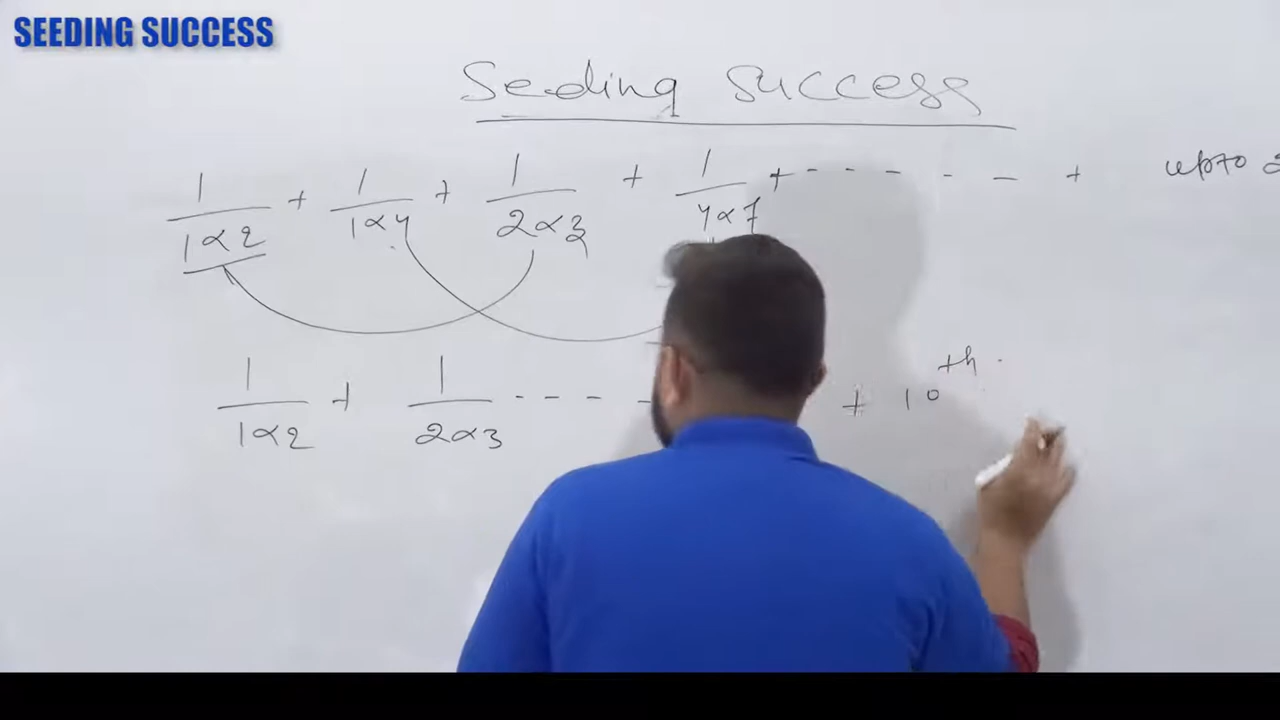 SEEDING SUCCESS
Seeding Success
1/1×2 + 1/1×4 + 1/2×3 + 1/4×7 + - - - - - + upto
1/1×2 + 1/2×3 - - - - + 10th